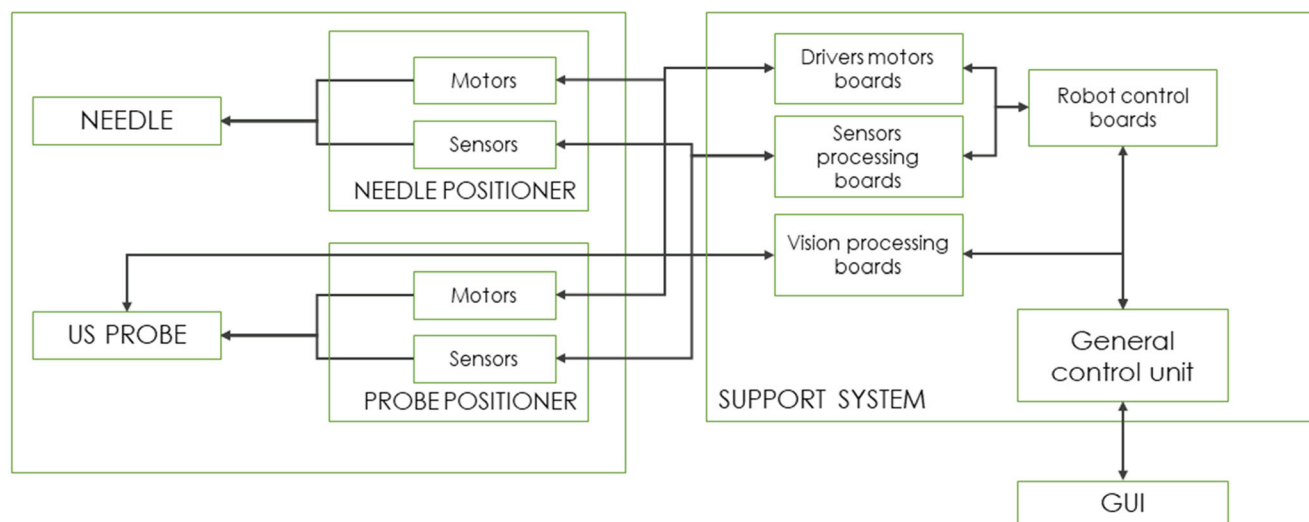 NEEDLE
Motors
Sensors
NEEDLE POSITIONER
US PROBE
Motors
Sensors
PROBE POSITIONER
Drivers motors
boards
Sensors
processing
boards
Vision processing
boards
Robot control
boards
General
control unit
SUPPORT SYSTEM
GUI